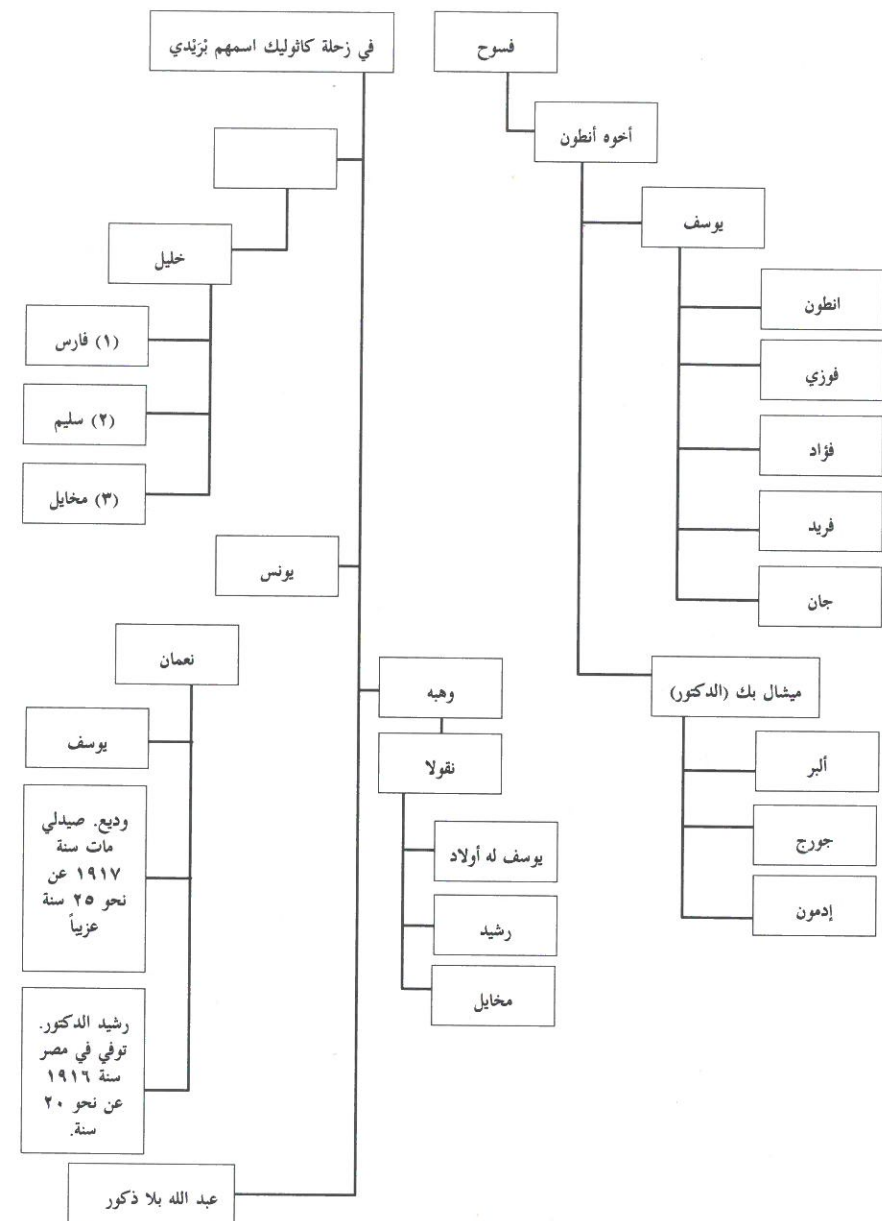 فسوح
أخوه أنطون
يوسف
انطون
فوزي
فؤاد
فريد
جان
ميشال بك (الدكتور)
ألبر
جورج
إدمون
في زحلة كاثوليك اسمهم بْرَيْدي
خليل
(١) فارس
(٢) سليم
(٣) مخايل
يونس
وهبه
نقولا
يوسف له أولاد
رشيد
مخايل
نعمان
يوسف
وديع. صيدلي
مات سنة
١٩١٧ عن
نحو ٢٥ سنة
عزيباً
رشيد الدكتور.
توفي في مصر
سنة ١٩١٦
عن نحو ٢٠
سنة.
عبد الله بلا ذكور